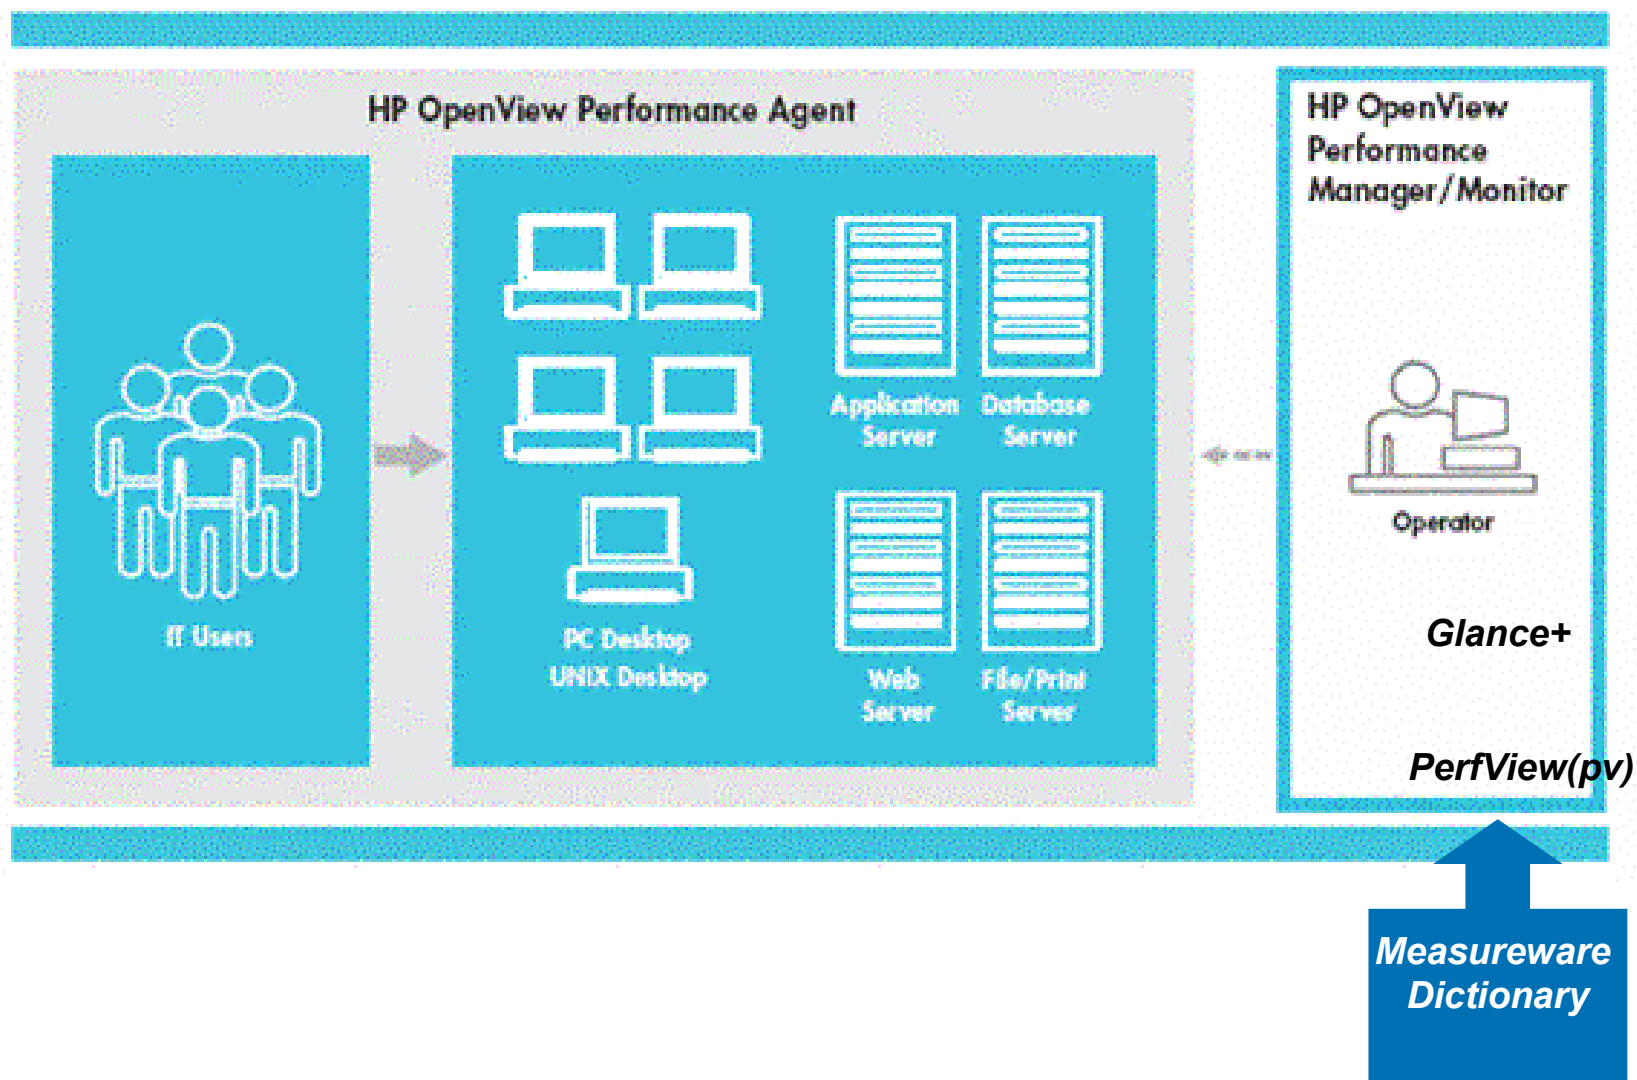 HP OpenView Performance Agent
HP OpenView
Performance
Manager/Monitor
Application
Server
Database
Server
Operator
IT Users
PC Desktop
UNIX Desktop
Web
Server
File/Print
Server
Glance+
PerfView(pv)
Measureware
Dictionary